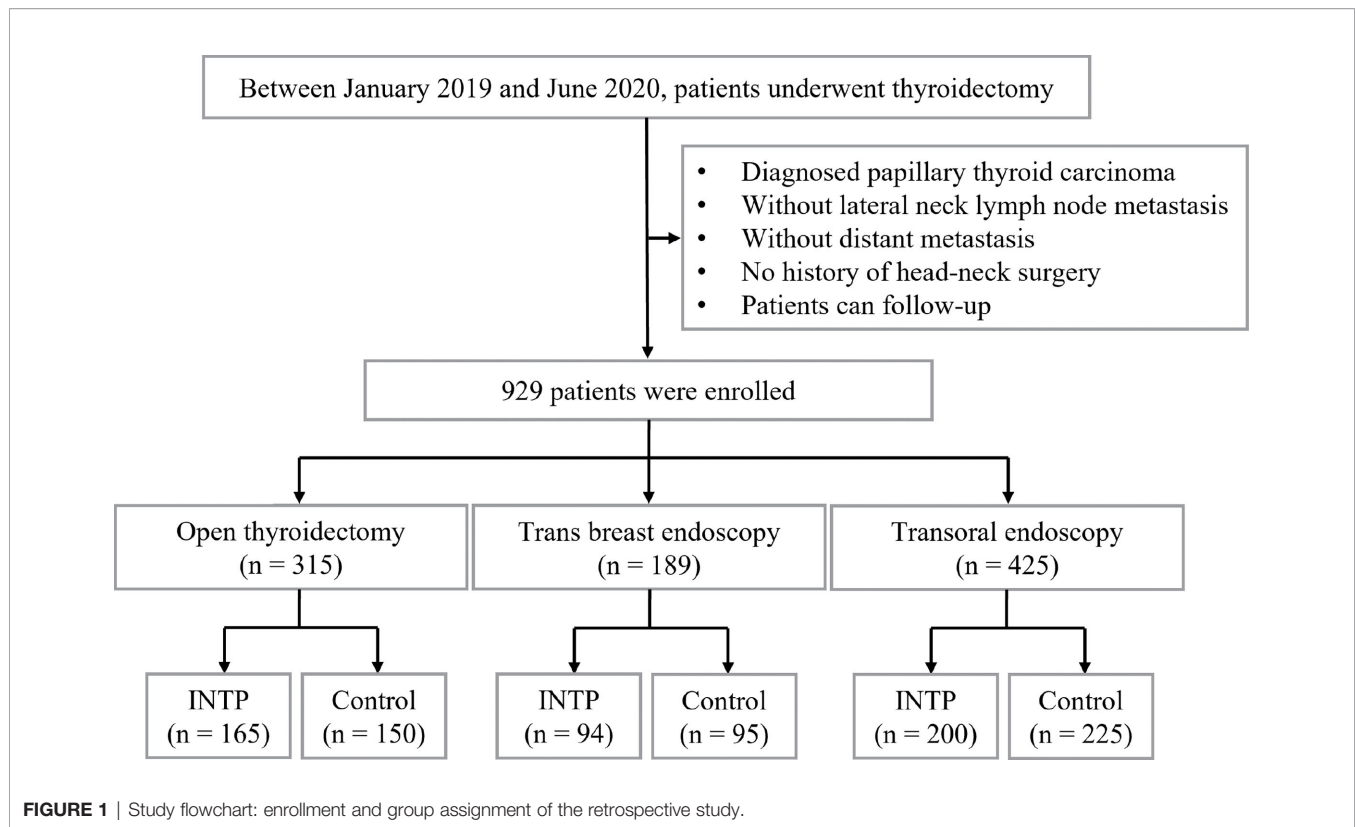 Between January 2019 and June 2020, patients underwent thyroidectomy
• Diagnosed papillary thyroid carcinoma
• Without lateral neck lymph node metastasis
• Without distant metastasis
• No history of head-neck surgery
• Patients can follow-up
929 patients were enrolled
Open thyroidectomy
(n = 315)
Trans breast endoscopy
(n = 189)
Transoral endoscopy
(n = 425)
INTP
(n = 165)
Control
(n = 150)
INTP
(n = 94)
Control
(n = 95)
INTP
(n = 200)
Control
(n = 225)
FIGURE 1 | Study flowchart: enrollment and group assignment of the retrospective study.